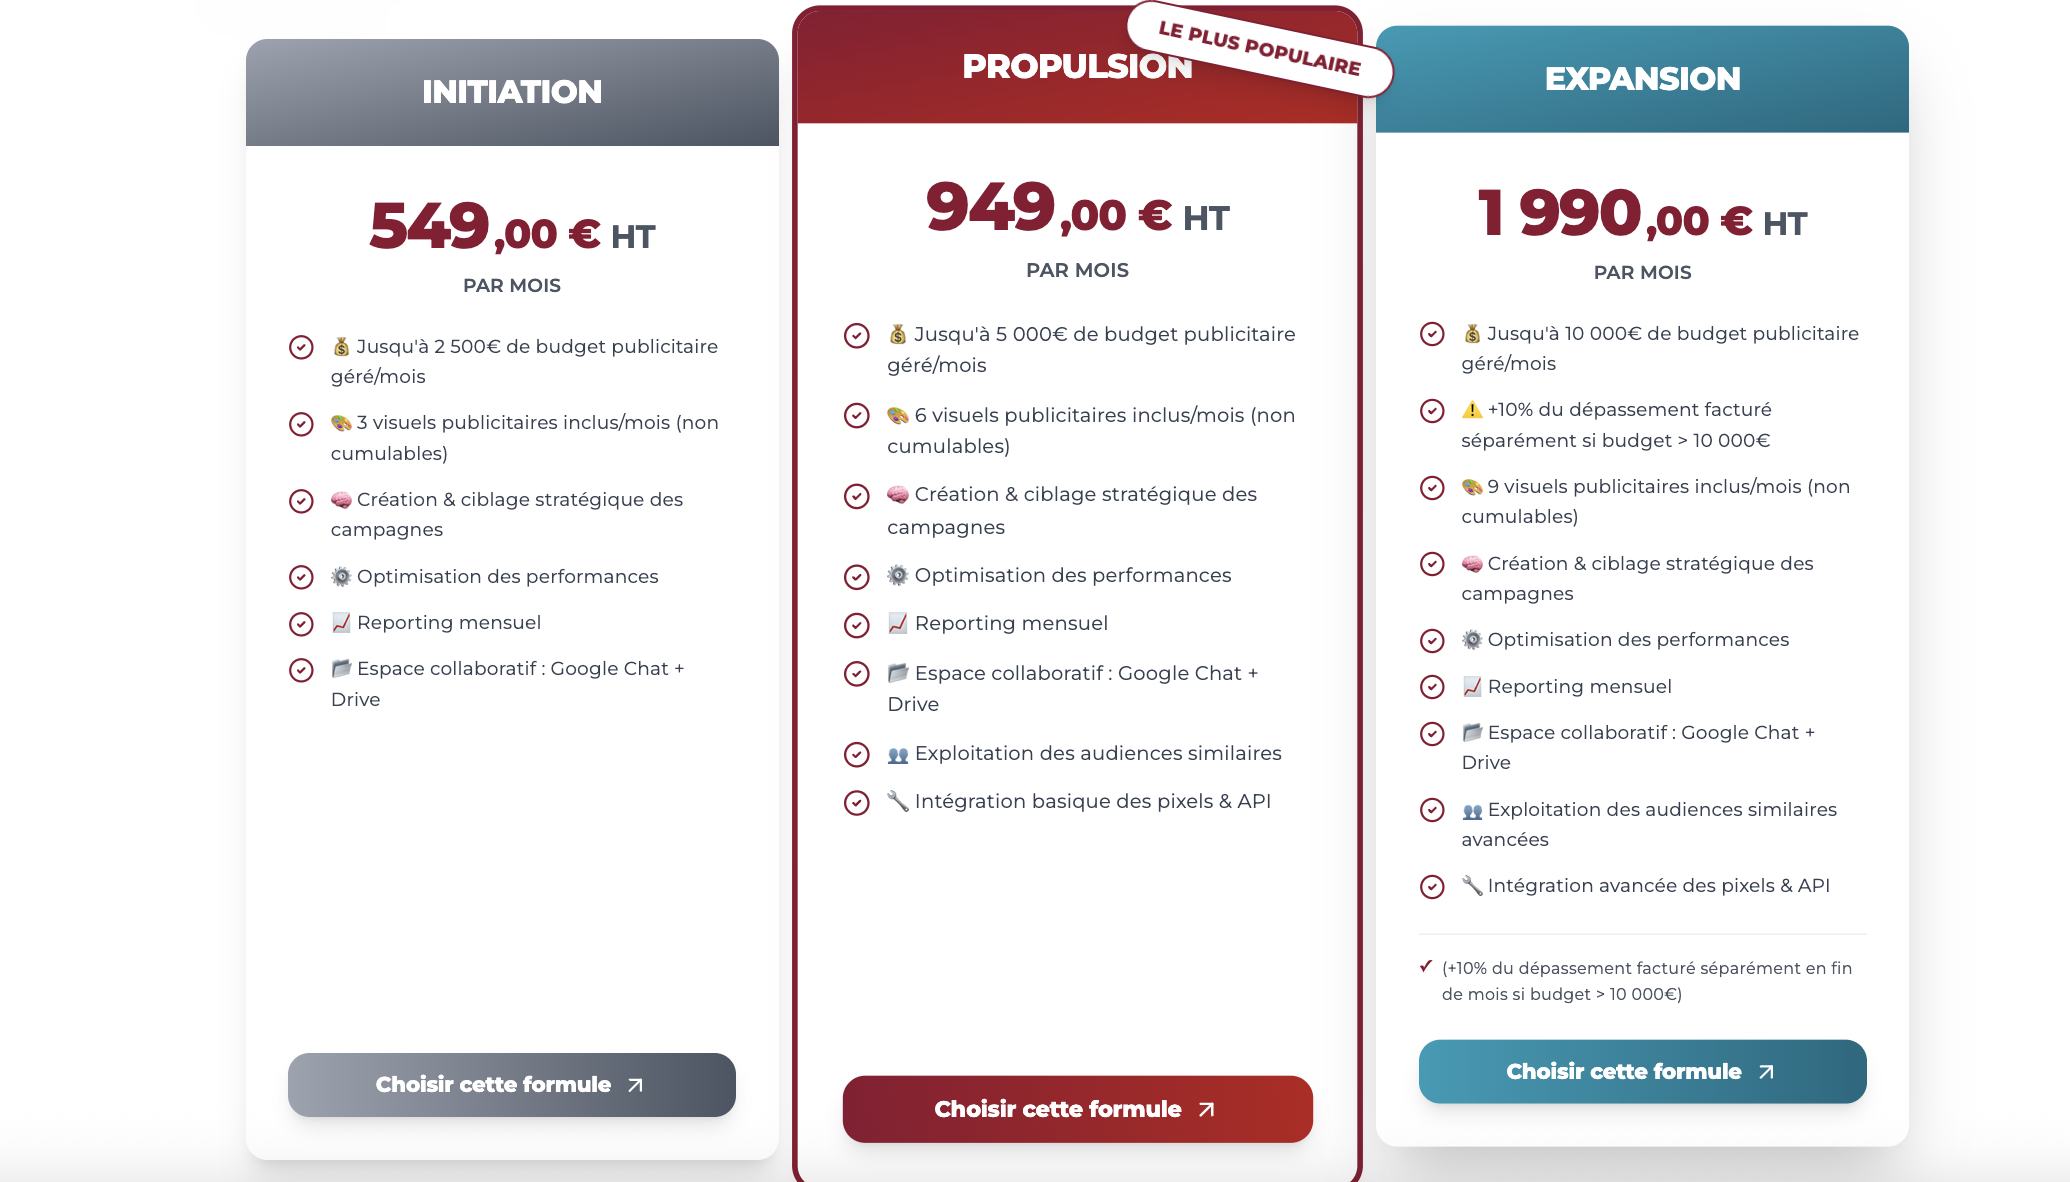 INITIATION
549,00 € HT
PAR MOIS
💰 Jusqu'à 2 500€ de budget publicitaire
géré/mois
🎨 3 visuels publicitaires inclus/mois (non
cumulables)
🧠 Création & ciblage stratégique des
campagnes
⚙️ Optimisation des performances
📈 Reporting mensuel
📂 Espace collaboratif : Google Chat +
Drive
Choisir cette formule
LE PLUS POPULAIRE
PROPULSION
949,00 € HT
PAR MOIS
💰 Jusqu'à 5 000€ de budget publicitaire
géré/mois
🎨 6 visuels publicitaires inclus/mois (non
cumulables)
🧠 Création & ciblage stratégique des
campagnes
⚙️ Optimisation des performances
📈 Reporting mensuel
📂 Espace collaboratif : Google Chat +
Drive
👥 Exploitation des audiences similaires
🔧 Intégration basique des pixels & API
Choisir cette formule
EXPANSION
1 990,00 € HT
PAR MOIS
💰 Jusqu'à 10 000€ de budget publicitaire
géré/mois
⚠️ +10% du dépassement facturé
séparément si budget > 10 000€
🎨 9 visuels publicitaires inclus/mois (non
cumulables)
🧠 Création & ciblage stratégique des
campagnes
⚙️ Optimisation des performances
📈 Reporting mensuel
📂 Espace collaboratif : Google Chat +
Drive
👥 Exploitation des audiences similaires
avancées
🔧 Intégration avancée des pixels & API
✓ (+10% du dépassement facturé séparément en fin
de mois si budget > 10 000€)
Choisir cette formule